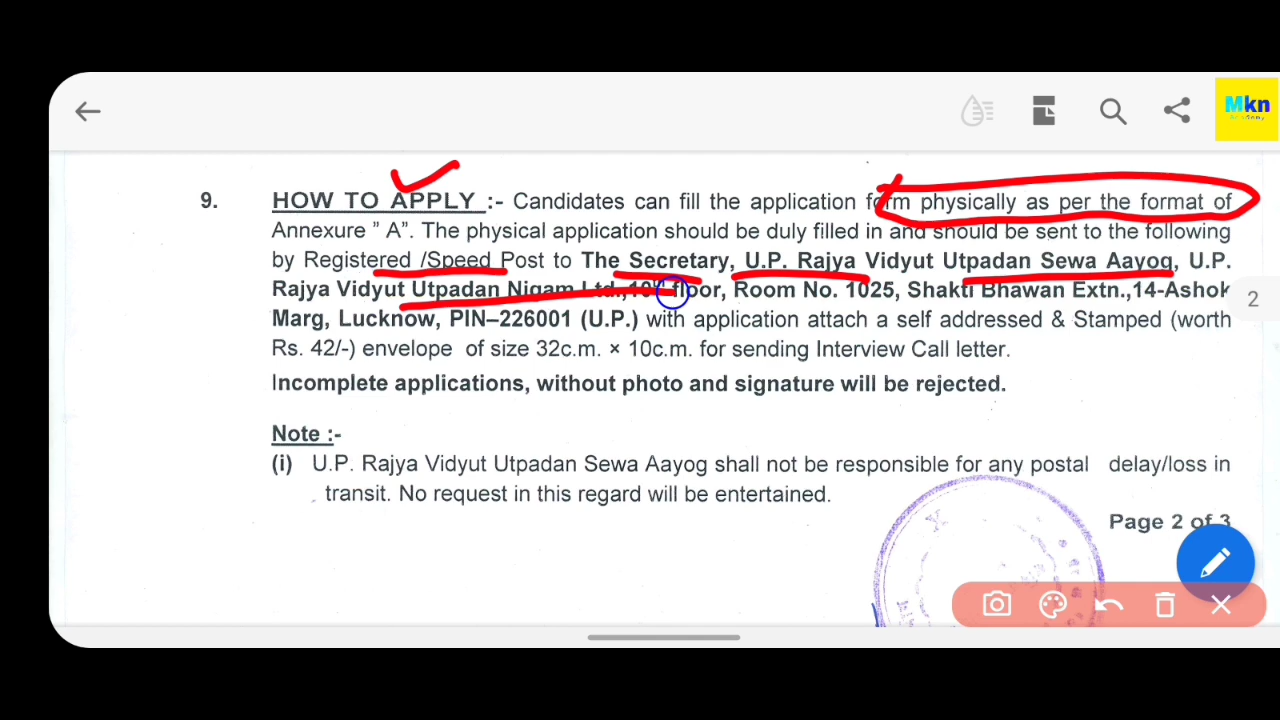 Mkn
9. HOW TO APPLY :- Candidates can fill the application form physically as per the format of
Annexure " A". The physical application should be duly filled in and should be sent to the following
by Registered /Speed Post to The Secretary, U.P. Rajya Vidyut Utpadan Sewa Aayog, U.P.
Rajya Vidyut Utpadan Nigam Ltd.,10th floor, Room No. 1025, Shakti Bhawan Extn.,14-Ashok
Marg, Lucknow, PIN–226001 (U.P.) with application attach a self addressed & Stamped (worth
Rs. 42/-) envelope of size 32c.m. × 10c.m. for sending Interview Call letter.
Incomplete applications, without photo and signature will be rejected.
2
Note :-
(i) U.P. Rajya Vidyut Utpadan Sewa Aayog shall not be responsible for any postal delay/loss in
transit. No request in this regard will be entertained.
Page 2 of 3